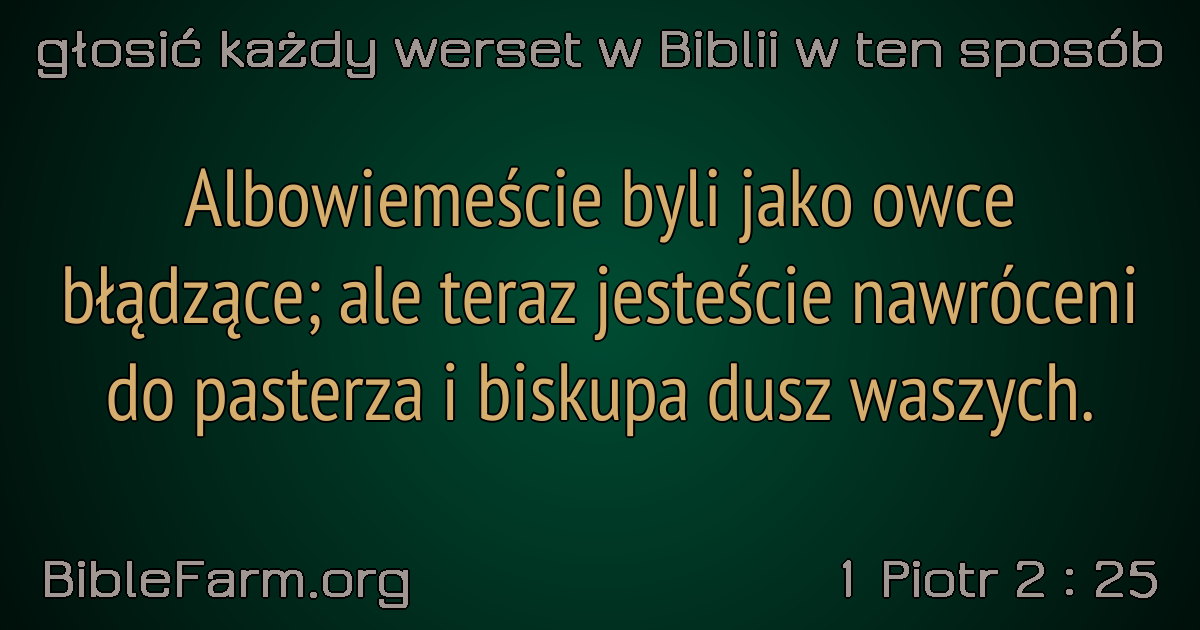 głosić każdy werset w Biblii w ten sposób
Albowiemeście byli jako owce
błądzące; ale teraz jesteście nawróceni
do pasterza i biskupa dusz waszych.
BibleFarm.org
1 Piotr 2 : 25